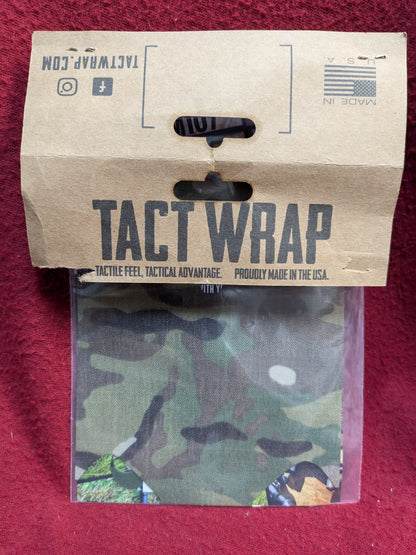 TACTWRAP.COM
MADE IN
U.S.A
TACT WRAP
TACTILE FEEL, TACTICAL ADVANTAGE. PROUDLY MADE IN THE USA.